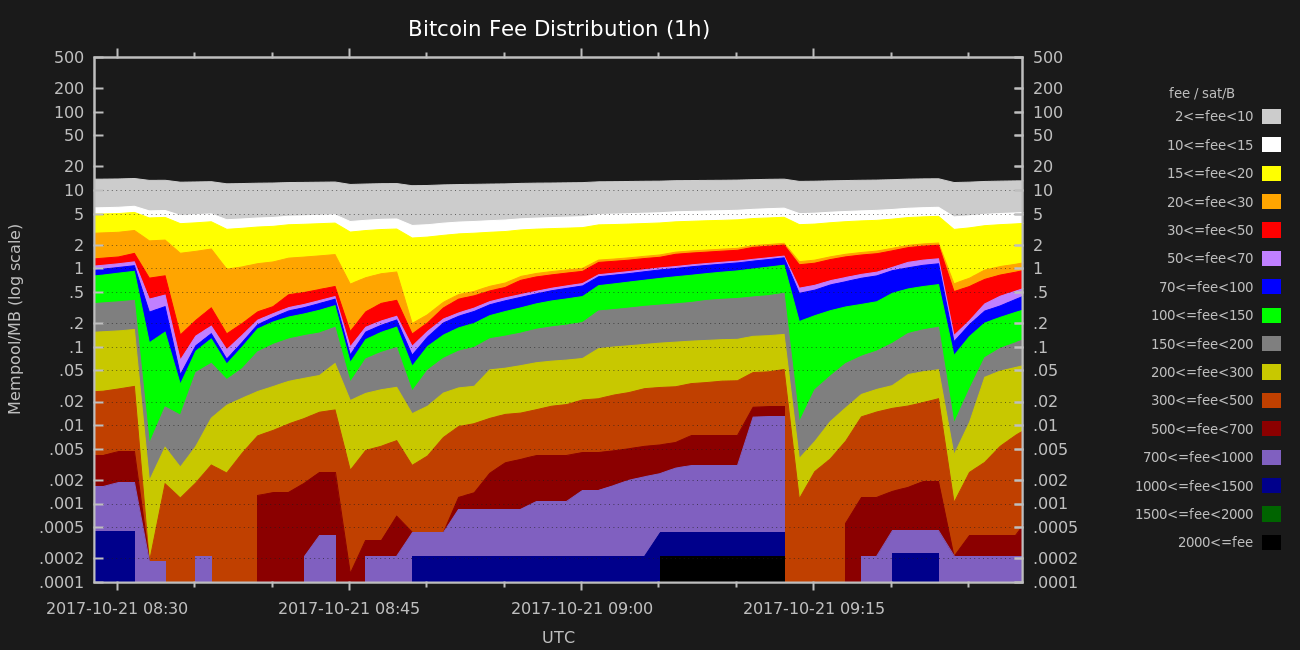 Bitcoin Fee Distribution (1h)
Mempool/MB (log scale)
500
200
100
50
20
10
5
2
1
.5
.2
.1
.05
.02
.01
.005
.002
.001
.0005
.0002
.0001
500
200
100
50
20
10
5
2
1
.5
.2
.1
.05
.02
.01
.005
.002
.001
.0005
.0002
.0001
2017-10-21 08:30 2017-10-21 08:45 2017-10-21 09:00 2017-10-21 09:15
UTC
fee / sat/B
2<=fee<10
10<=fee<15
15<=fee<20
20<=fee<30
30<=fee<50
50<=fee<70
70<=fee<100
100<=fee<150
150<=fee<200
200<=fee<300
300<=fee<500
500<=fee<700
700<=fee<1000
1000<=fee<1500
1500<=fee<2000
2000<=fee